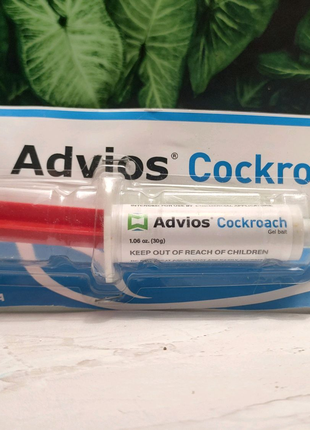 Advios® Cockro
Advios® Cockroach
Gel bait
1.06 oz. (30g)
KEEP OUT OF REACH OF CHILDREN
A